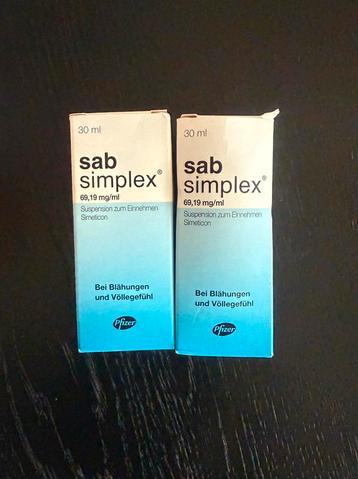 30 ml
sab
simplex®
69,19 mg/ml
Suspension zum Einnehmen
Simeticon
Bei Blähungen
und Völlegefühl
Pfizer
30 ml
sab
simplex®
69,19 mg/ml
Suspension zum Einnehmen
Simeticon
Bei Blähungen
und Völlegefühl
Pfizer